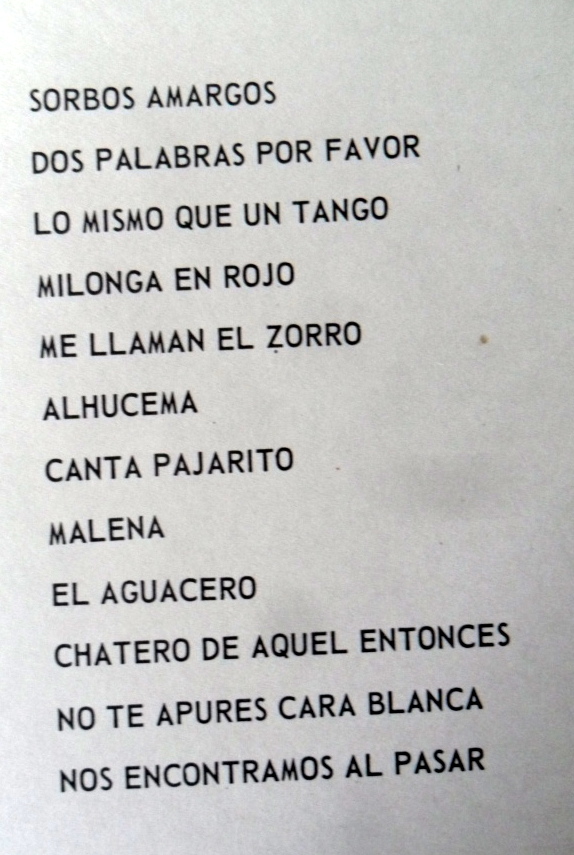 SORBOS AMARGOS
DOS PALABRAS POR FAVOR
LO MISMO QUE UN TANGO
MILONGA EN ROJO
ME LLAMAN EL ZORRO
ALHUCEMA
CANTA PAJARITO
MALENA
EL AGUACERO
CHATERO DE AQUEL ENTONCES
NO TE APURES CARA BLANCA
NOS ENCONTRAMOS AL PASAR